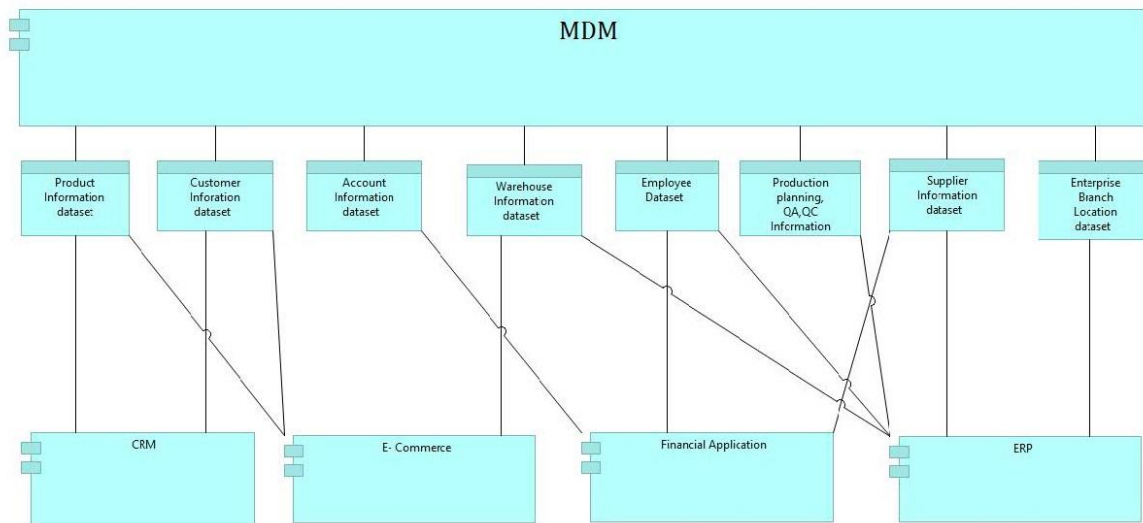 MDM
Product
Information
dataset
Customer
Inforation
dataset
Account
Information
dataset
Warehouse
Information
dataset
Employee
Dataset
Production
planning,
QA,QC
Information
Supplier
Information
dataset
Enterprise
Branch
Location
dataset
CRM
E- Commerce
Financial Application
ERP